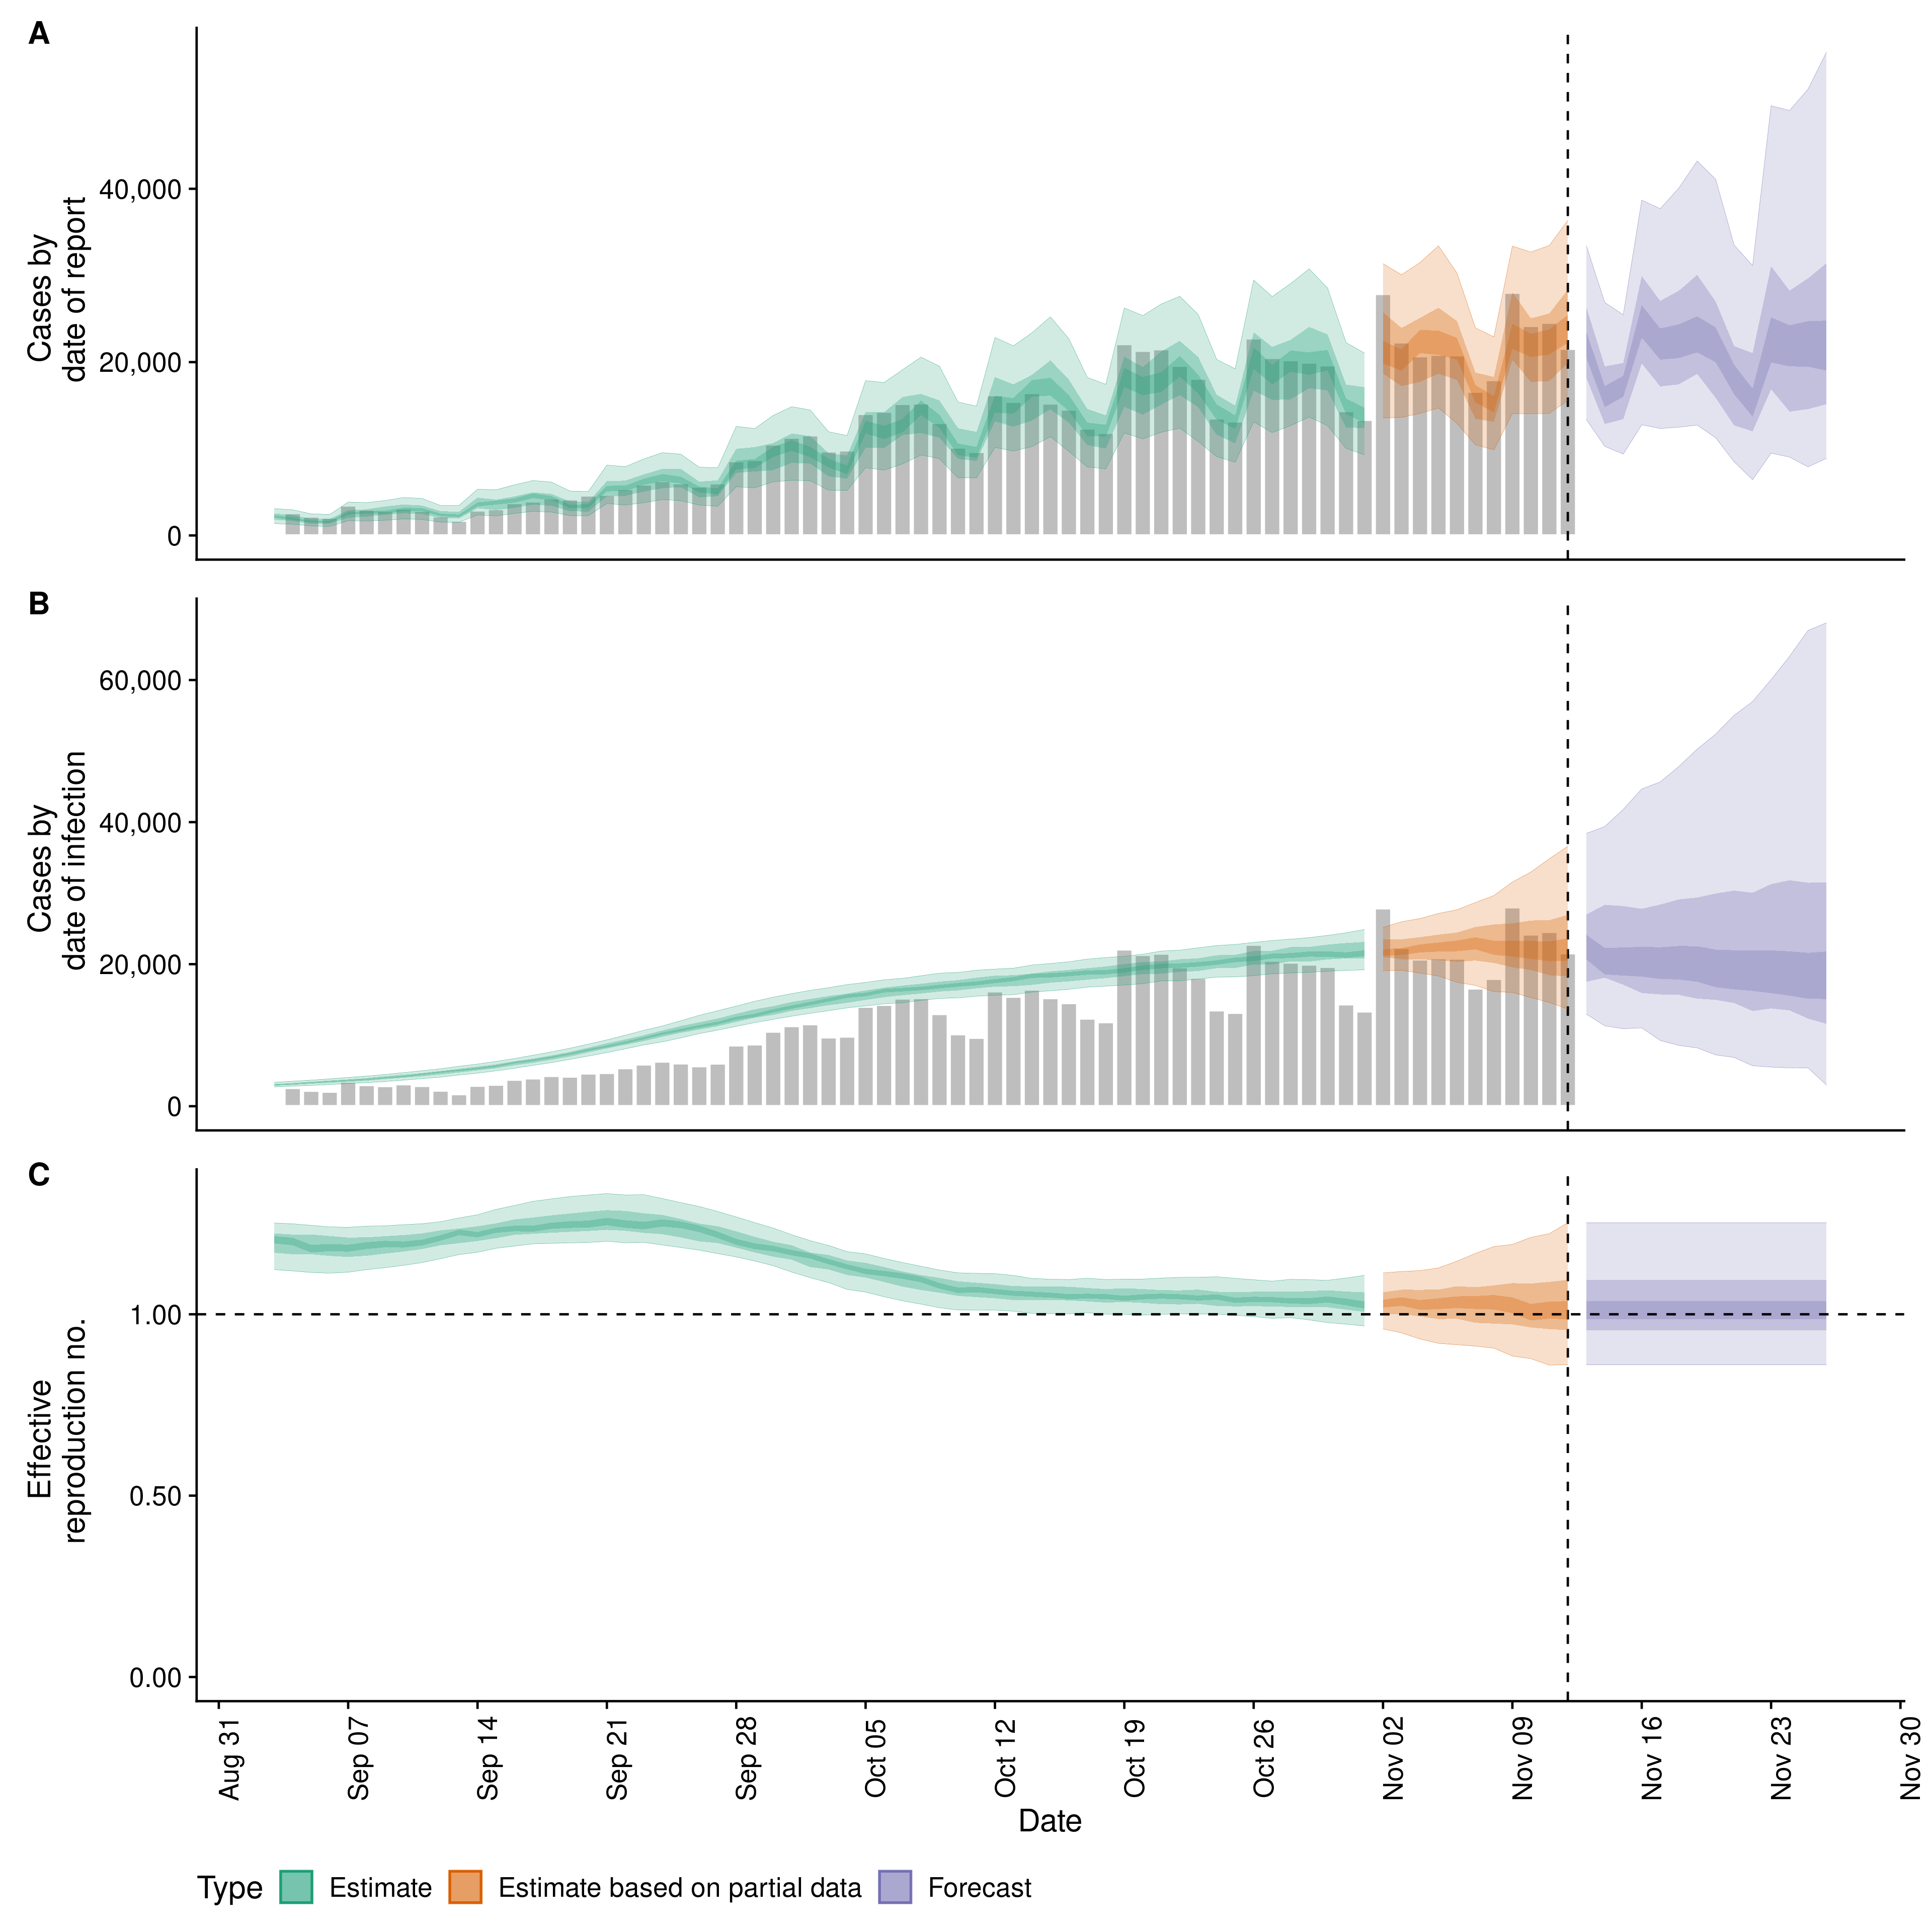 A
Cases by
date of report
40,000
20,000
0
B
Cases by
date of infection
60,000
40,000
20,000
0
C
Effective
reproduction no.
1.00
0.50
0.00
Aug 31
Sep 07
Sep 14
Sep 21
Sep 28
Oct 05
Oct 12
Oct 19
Oct 26
Nov 02
Nov 09
Nov 16
Nov 23
Nov 30
Date
Type Estimate Estimate based on partial data Forecast